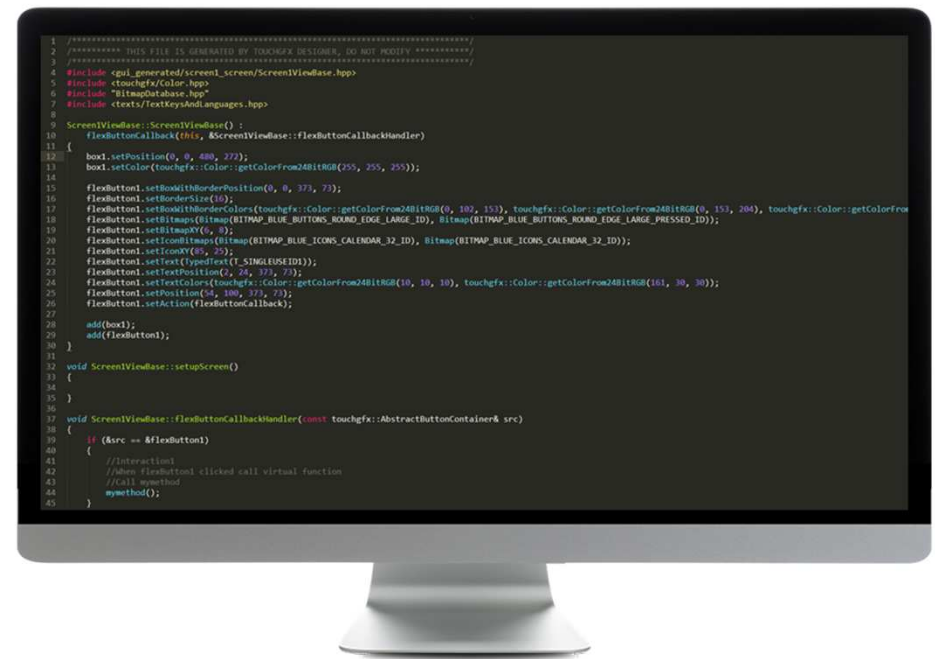 1 /*********************************************************************************/
2 /********** THIS FILE IS GENERATED BY TOUCHGFX DESIGNER, DO NOT MODIFY ***********/
3 /*********************************************************************************/
4 #include <gui_generated/screen1_screen/Screen1ViewBase.hpp>
5 #include <touchgfx/Color.hpp>
6 #include "BitmapDatabase.hpp"
7 #include <texts/TextKeysAndLanguages.hpp>
8
9 Screen1ViewBase::Screen1ViewBase() :
10     flexButtonCallback(this, &Screen1ViewBase::flexButtonCallbackHandler)
11 {
12     box1.setPosition(0, 0, 480, 272);
13     box1.setColor(touchgfx::Color::getColorFrom24BitRGB(255, 255, 255));
14
15     flexButton1.setBoxWithBorderPosition(0, 0, 373, 73);
16     flexButton1.setBorderSize(16);
17     flexButton1.setBoxWithBorderColors(touchgfx::Color::getColorFrom24BitRGB(0, 102, 153), touchgfx::Color::getColorFrom24BitRGB(0, 153, 204), touchgfx::Color::getColorFro
18     flexButton1.setBitmaps(Bitmap(BITMAP_BLUE_BUTTONS_ROUND_EDGE_LARGE_ID), Bitmap(BITMAP_BLUE_BUTTONS_ROUND_EDGE_LARGE_PRESSED_ID));
19     flexButton1.setBitmapXY(6, 8);
20     flexButton1.setIconBitmaps(Bitmap(BITMAP_BLUE_ICONS_CALENDAR_32_ID), Bitmap(BITMAP_BLUE_ICONS_CALENDAR_32_ID));
21     flexButton1.setIconXY(85, 25);
22     flexButton1.setText(TypedText(T_SINGLEUSEID1));
23     flexButton1.setTextPosition(2, 24, 373, 73);
24     flexButton1.setTextColors(touchgfx::Color::getColorFrom24BitRGB(10, 10, 10), touchgfx::Color::getColorFrom24BitRGB(161, 30, 30));
25     flexButton1.setPosition(54, 100, 373, 73);
26     flexButton1.setAction(flexButtonCallback);
27
28     add(box1);
29     add(flexButton1);
30 }
31
32 void Screen1ViewBase::setupScreen()
33 {
34
35 }
36
37 void Screen1ViewBase::flexButtonCallbackHandler(const touchgfx::AbstractButtonContainer& src)
38 {
39     if (&src == &flexButton1)
40     {
41         //Interaction1
42         //When flexButton1 clicked call virtual function
43         //Call mymethod
44         mymethod();
45     }